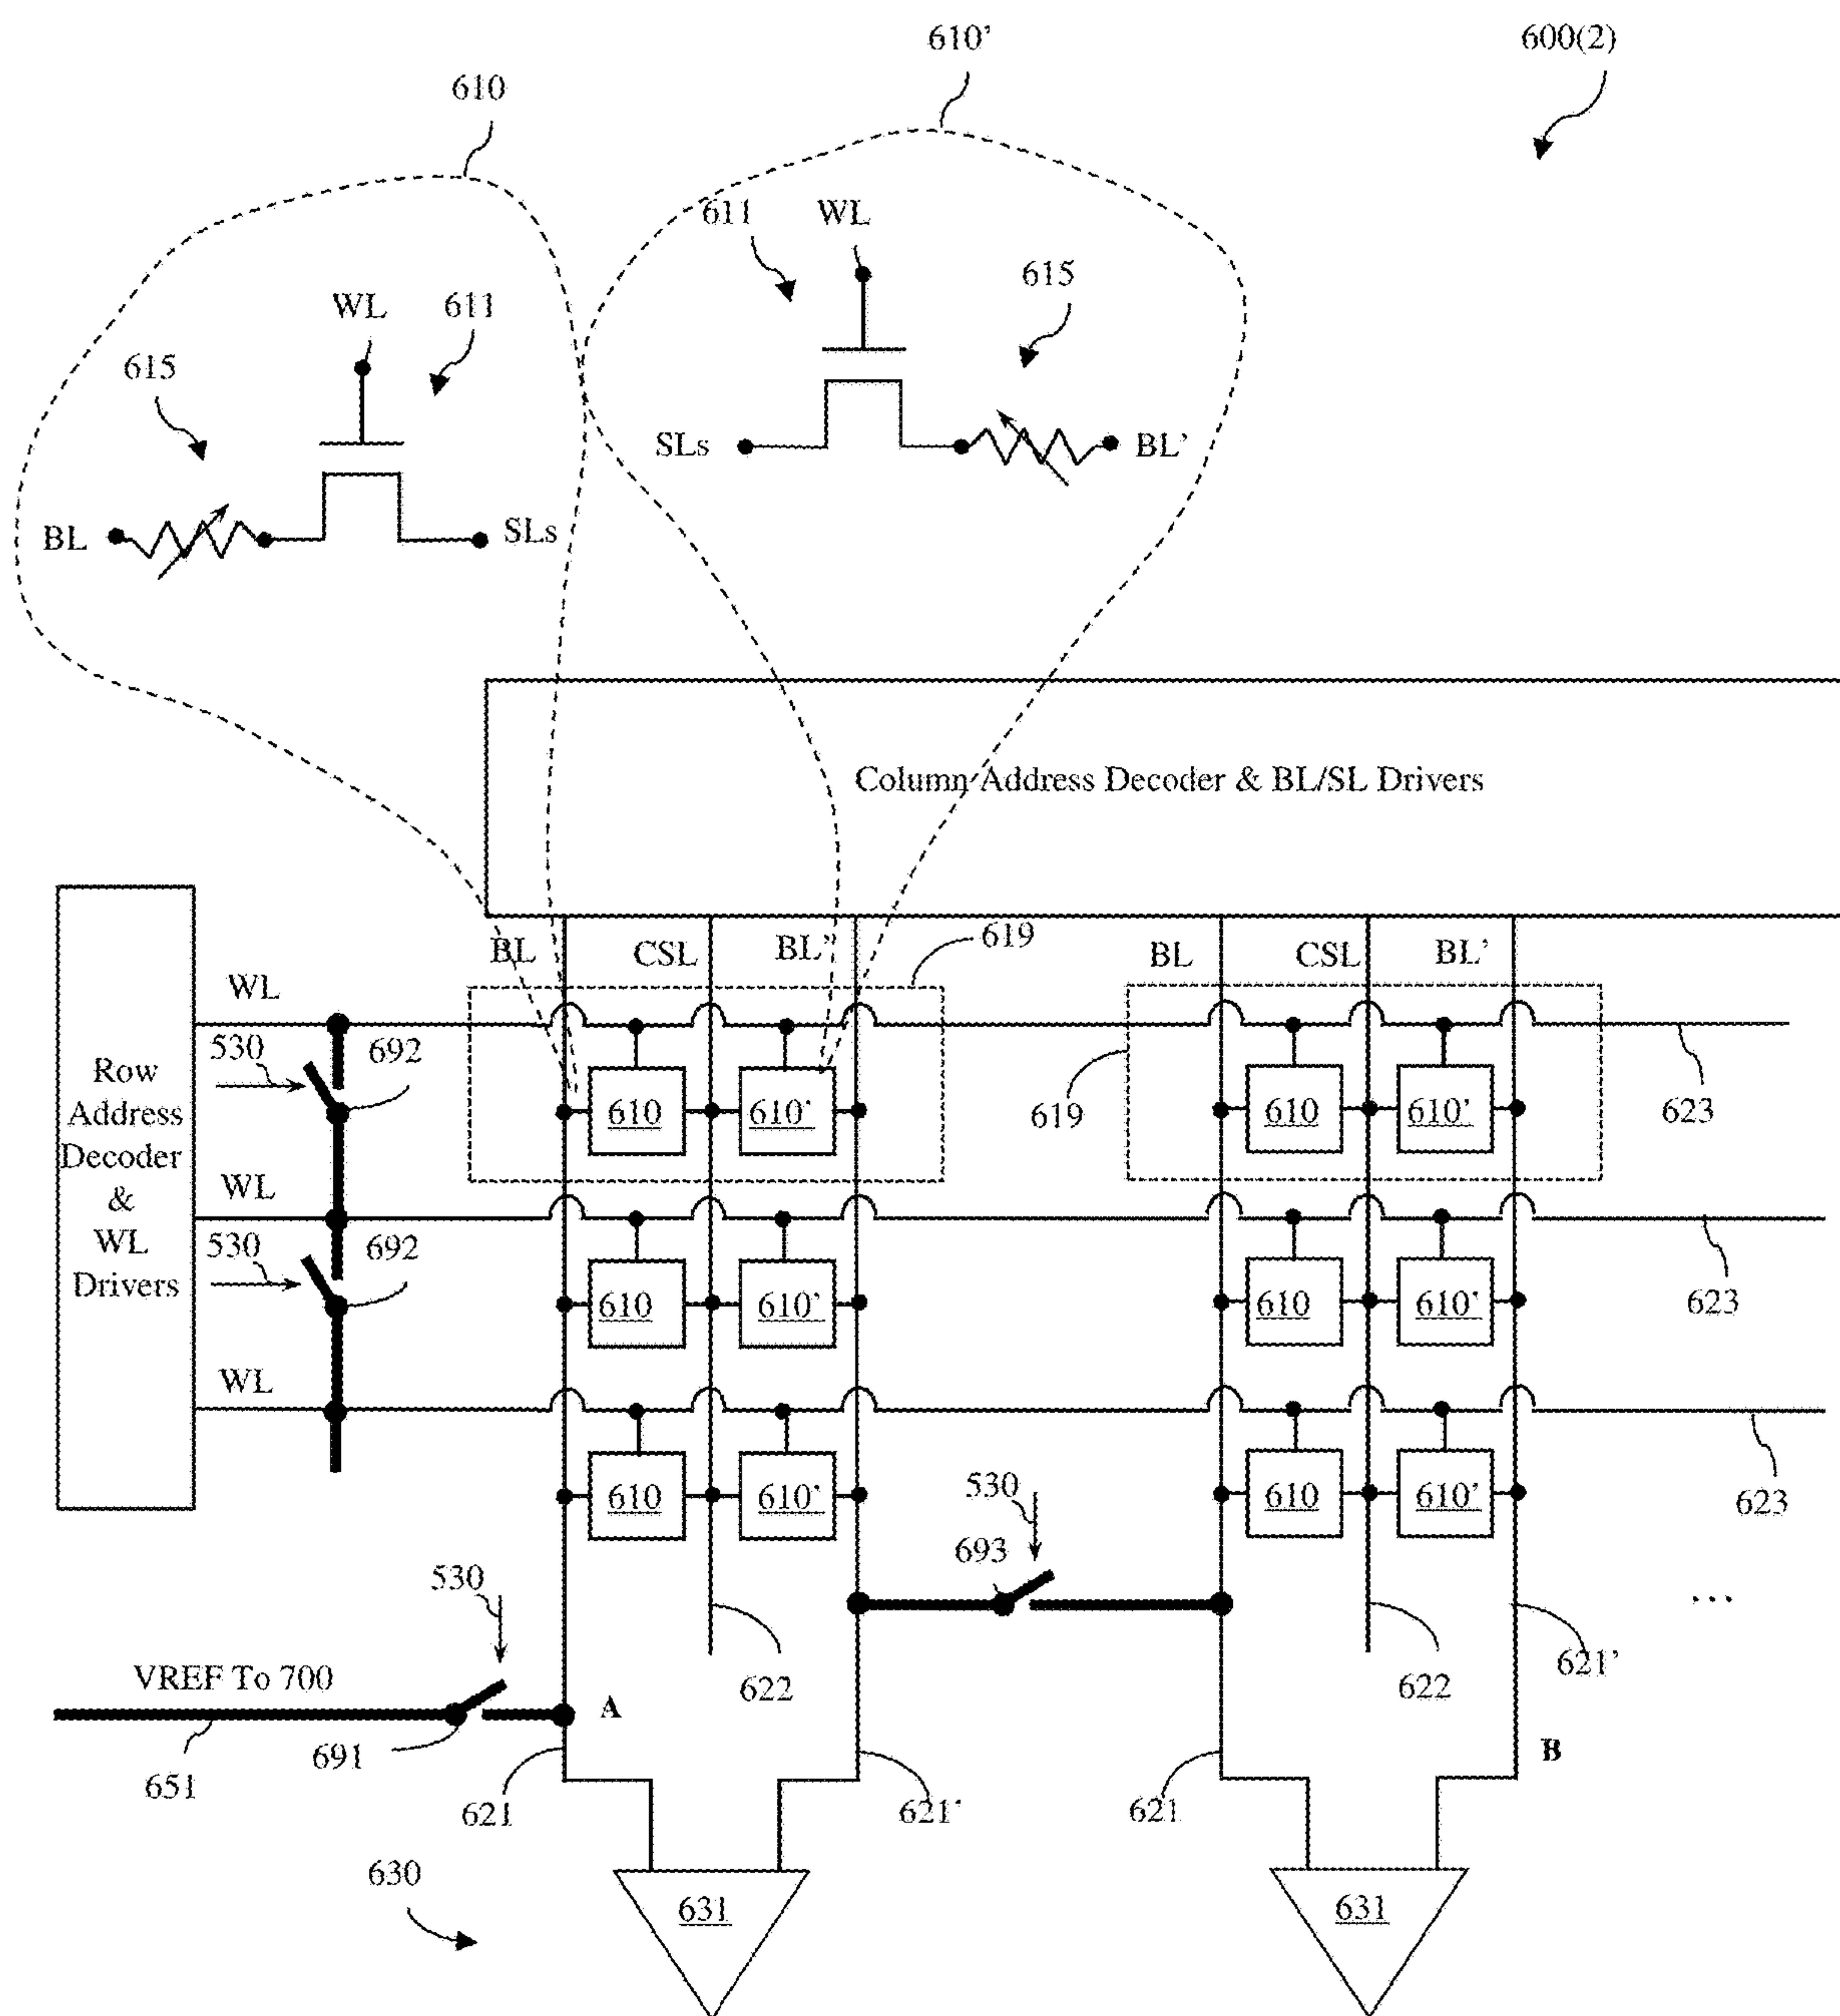 610'
600(2)
610
611
WL
615
WL
611
615
SLs
BL'
BL
SLs
Column Address Decoder & BL/SL Drivers
BL
CSL
BL'
619
BL
CSL
BL'
WL
530
692
Row
Address
Decoder
&
WL
Drivers
610
610'
619
610
610'
623
WL
530
692
610
610'
610
610'
623
WL
610
610'
530
610
610'
623
693
530
...
VREF To 700
A
622
622
621'
691
651
B
621
621'
621
630
631
631